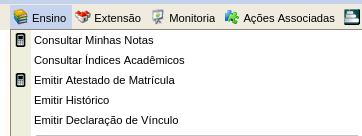 Ensino Extensão Monitoria Ações Associadas
Consultar Minhas Notas
Consultar Índices Acadêmicos
Emitir Atestado de Matrícula
Emitir Histórico
Emitir Declaração de Vínculo